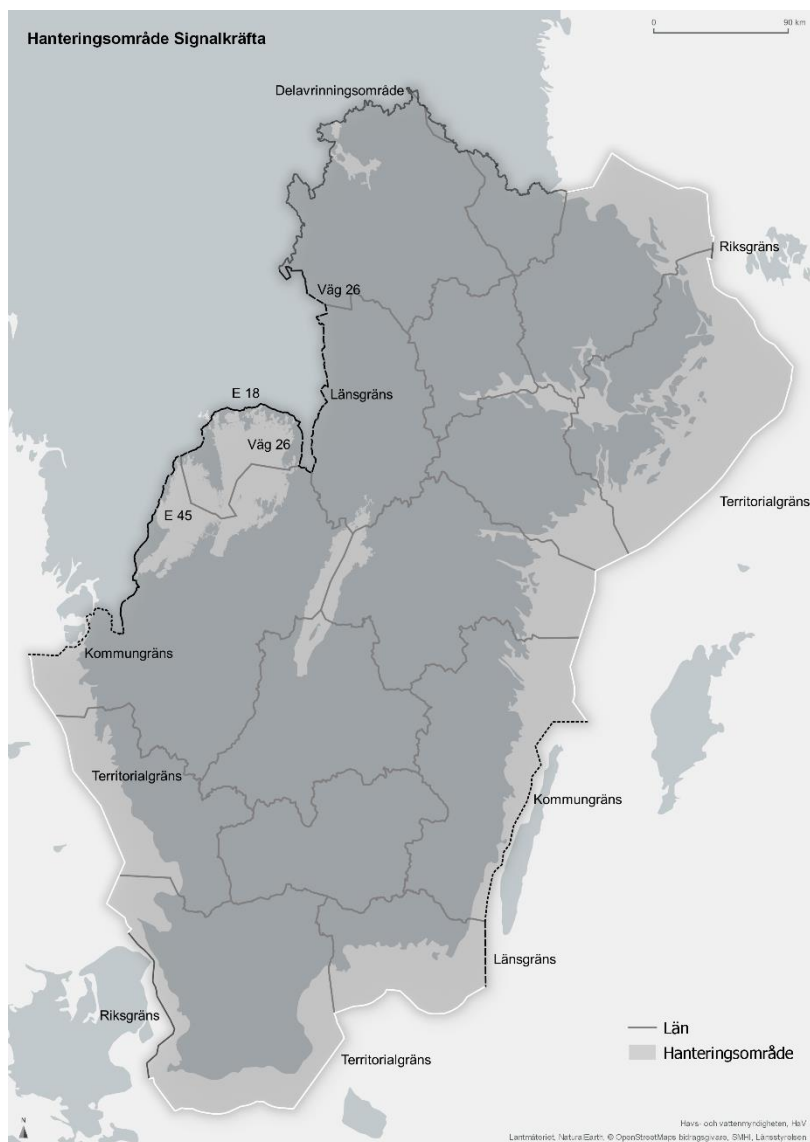 Hanteringsområde Signalkräfta
0 90 km
Delavrinningsområde
Riksgräns
Väg 26
E 18
Länsgräns
Väg 26
Territorialgräns
E 45
Kommungräns
Territorialgräns
Kommungräns
Länsgräns
Riksgräns
Län
Territorialgräns
Hanteringsområde
N
Havs- och vattenmyndigheten, HaV,
Lantmäteriet, NaturalEarth, © OpenStreetMaps bidragsgivare, SMHI, Länsstyrelsen